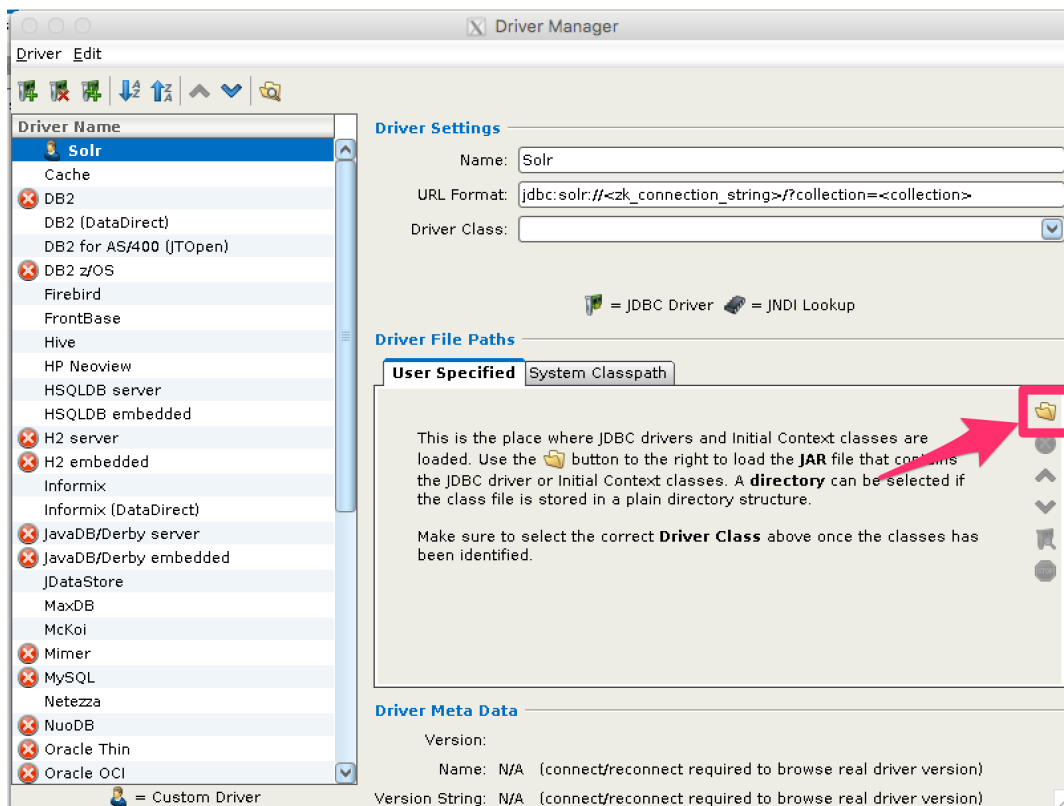 Driver Manager
Driver Edit
Driver Name
Solr
Cache
DB2
DB2 (DataDirect)
DB2 for AS/400 (JTOpen)
DB2 z/OS
Firebird
FrontBase
Hive
HP Neoview
HSQLDB server
HSQLDB embedded
H2 server
H2 embedded
Informix
Informix (DataDirect)
JavaDB/Derby server
JavaDB/Derby embedded
JDataStore
MaxDB
McKoi
Mimer
MySQL
Netezza
NuoDB
Oracle Thin
Oracle OCI
= Custom Driver
Driver Settings
Name: Solr
URL Format: jdbc:solr://<zk_connection_string>/?collection=<collection>
Driver Class:
= JDBC Driver = JNDI Lookup
Driver File Paths
User Specified System Classpath
This is the place where JDBC drivers and Initial Context classes are
loaded. Use the button to the right to load the JAR file that contains
the JDBC driver or Initial Context classes. A directory can be selected if
the class file is stored in a plain directory structure.
Make sure to select the correct Driver Class above once the classes has
been identified.
Driver Meta Data
Version:
Name: N/A (connect/reconnect required to browse real driver version)
Version String: N/A (connect/reconnect required to browse real driver version)